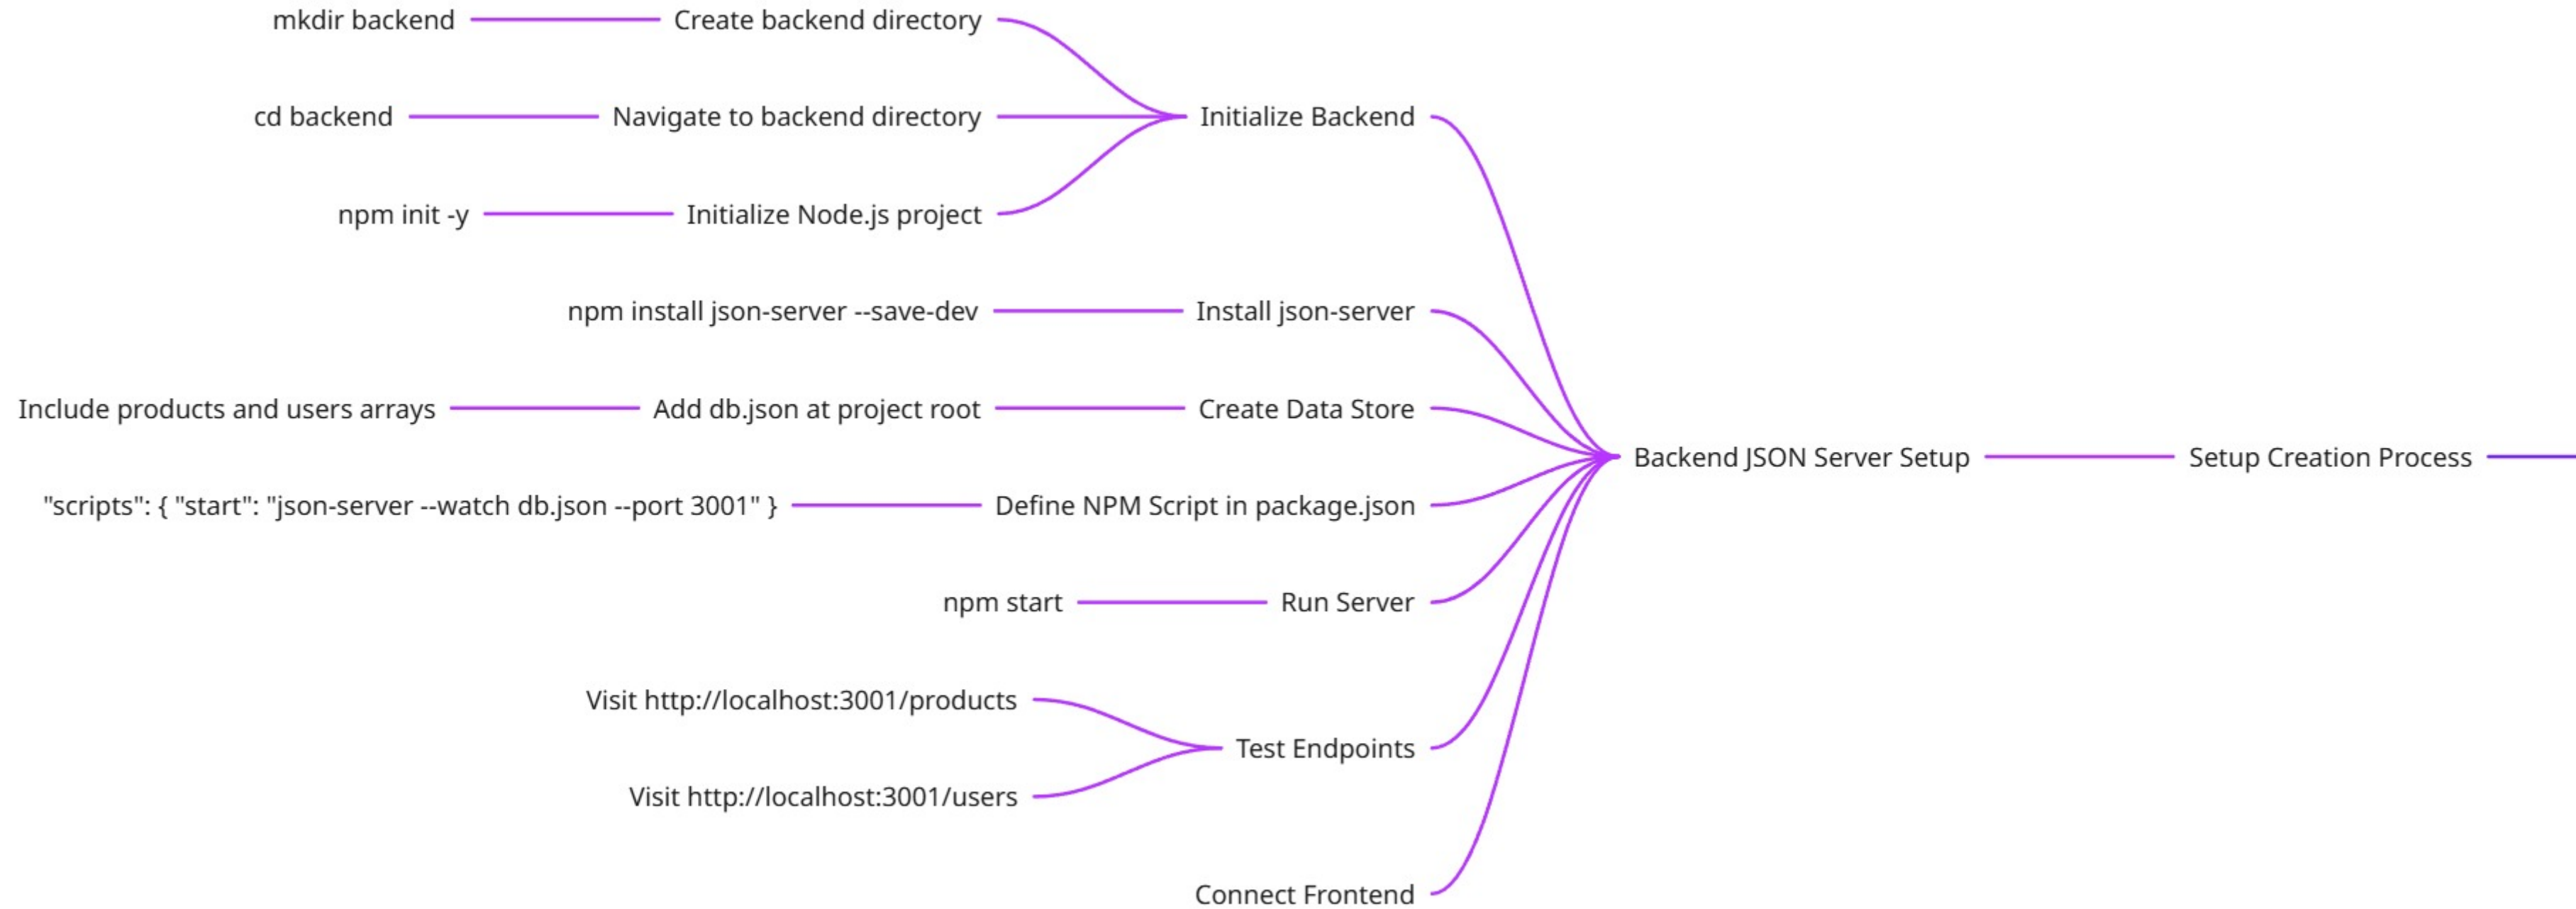 mkdir backend
Create backend directory
cd backend
Navigate to backend directory
Initialize Backend
npm init -y
Initialize Node.js project
npm install json-server --save-dev
Install json-server
Include products and users arrays
Add db.json at project root
Create Data Store
Backend JSON Server Setup
Setup Creation Process
"scripts": { "start": "json-server --watch db.json --port 3001" }
Define NPM Script in package.json
npm start
Run Server
Visit http://localhost:3001/products
Test Endpoints
Visit http://localhost:3001/users
Connect Frontend